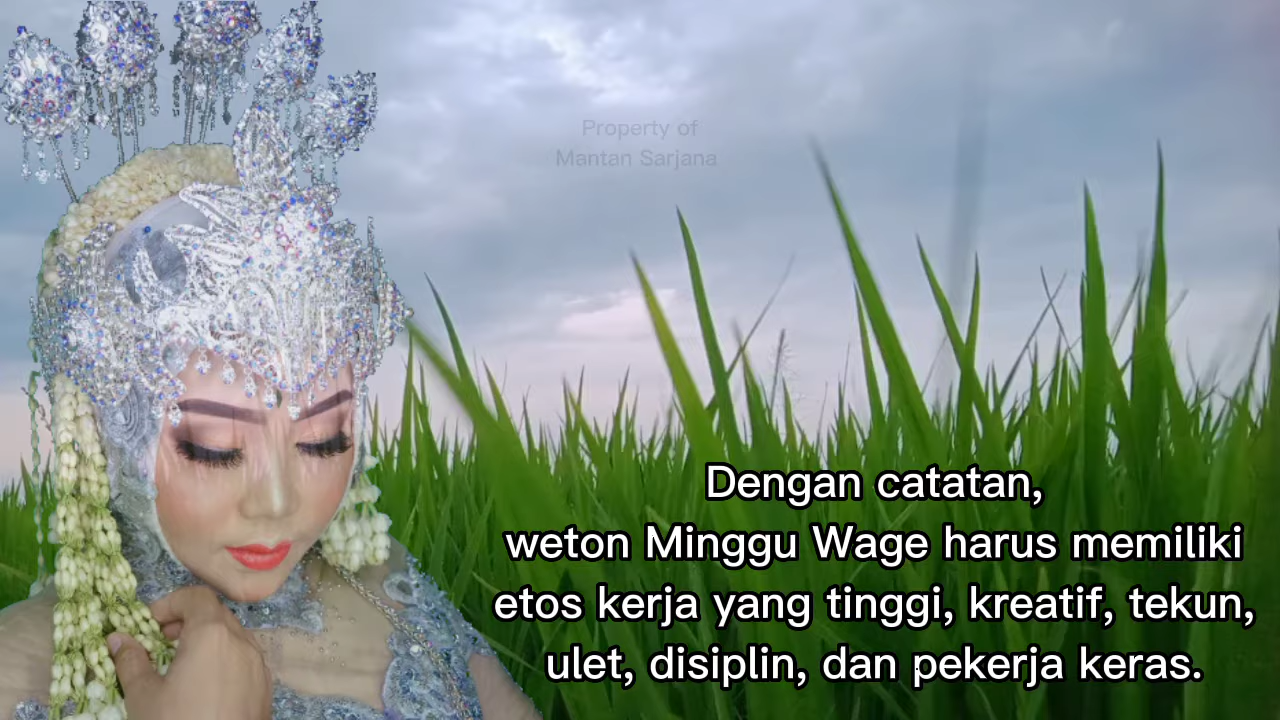 Property of
Mantan Sarjana
Dengan catatan,
weton Minggu Wage harus memiliki
etos kerja yang tinggi, kreatif, tekun,
ulet, disiplin, dan pekerja keras.